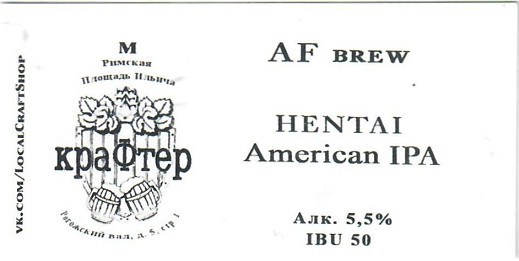 vk.com/LocalCraftShop
М
Римская
Площадь Ильича
краФтер
Рогожский вал, д. 5, стр. 1
AF BREW
HENTAI
American IPA
Алк. 5,5%
IBU 50